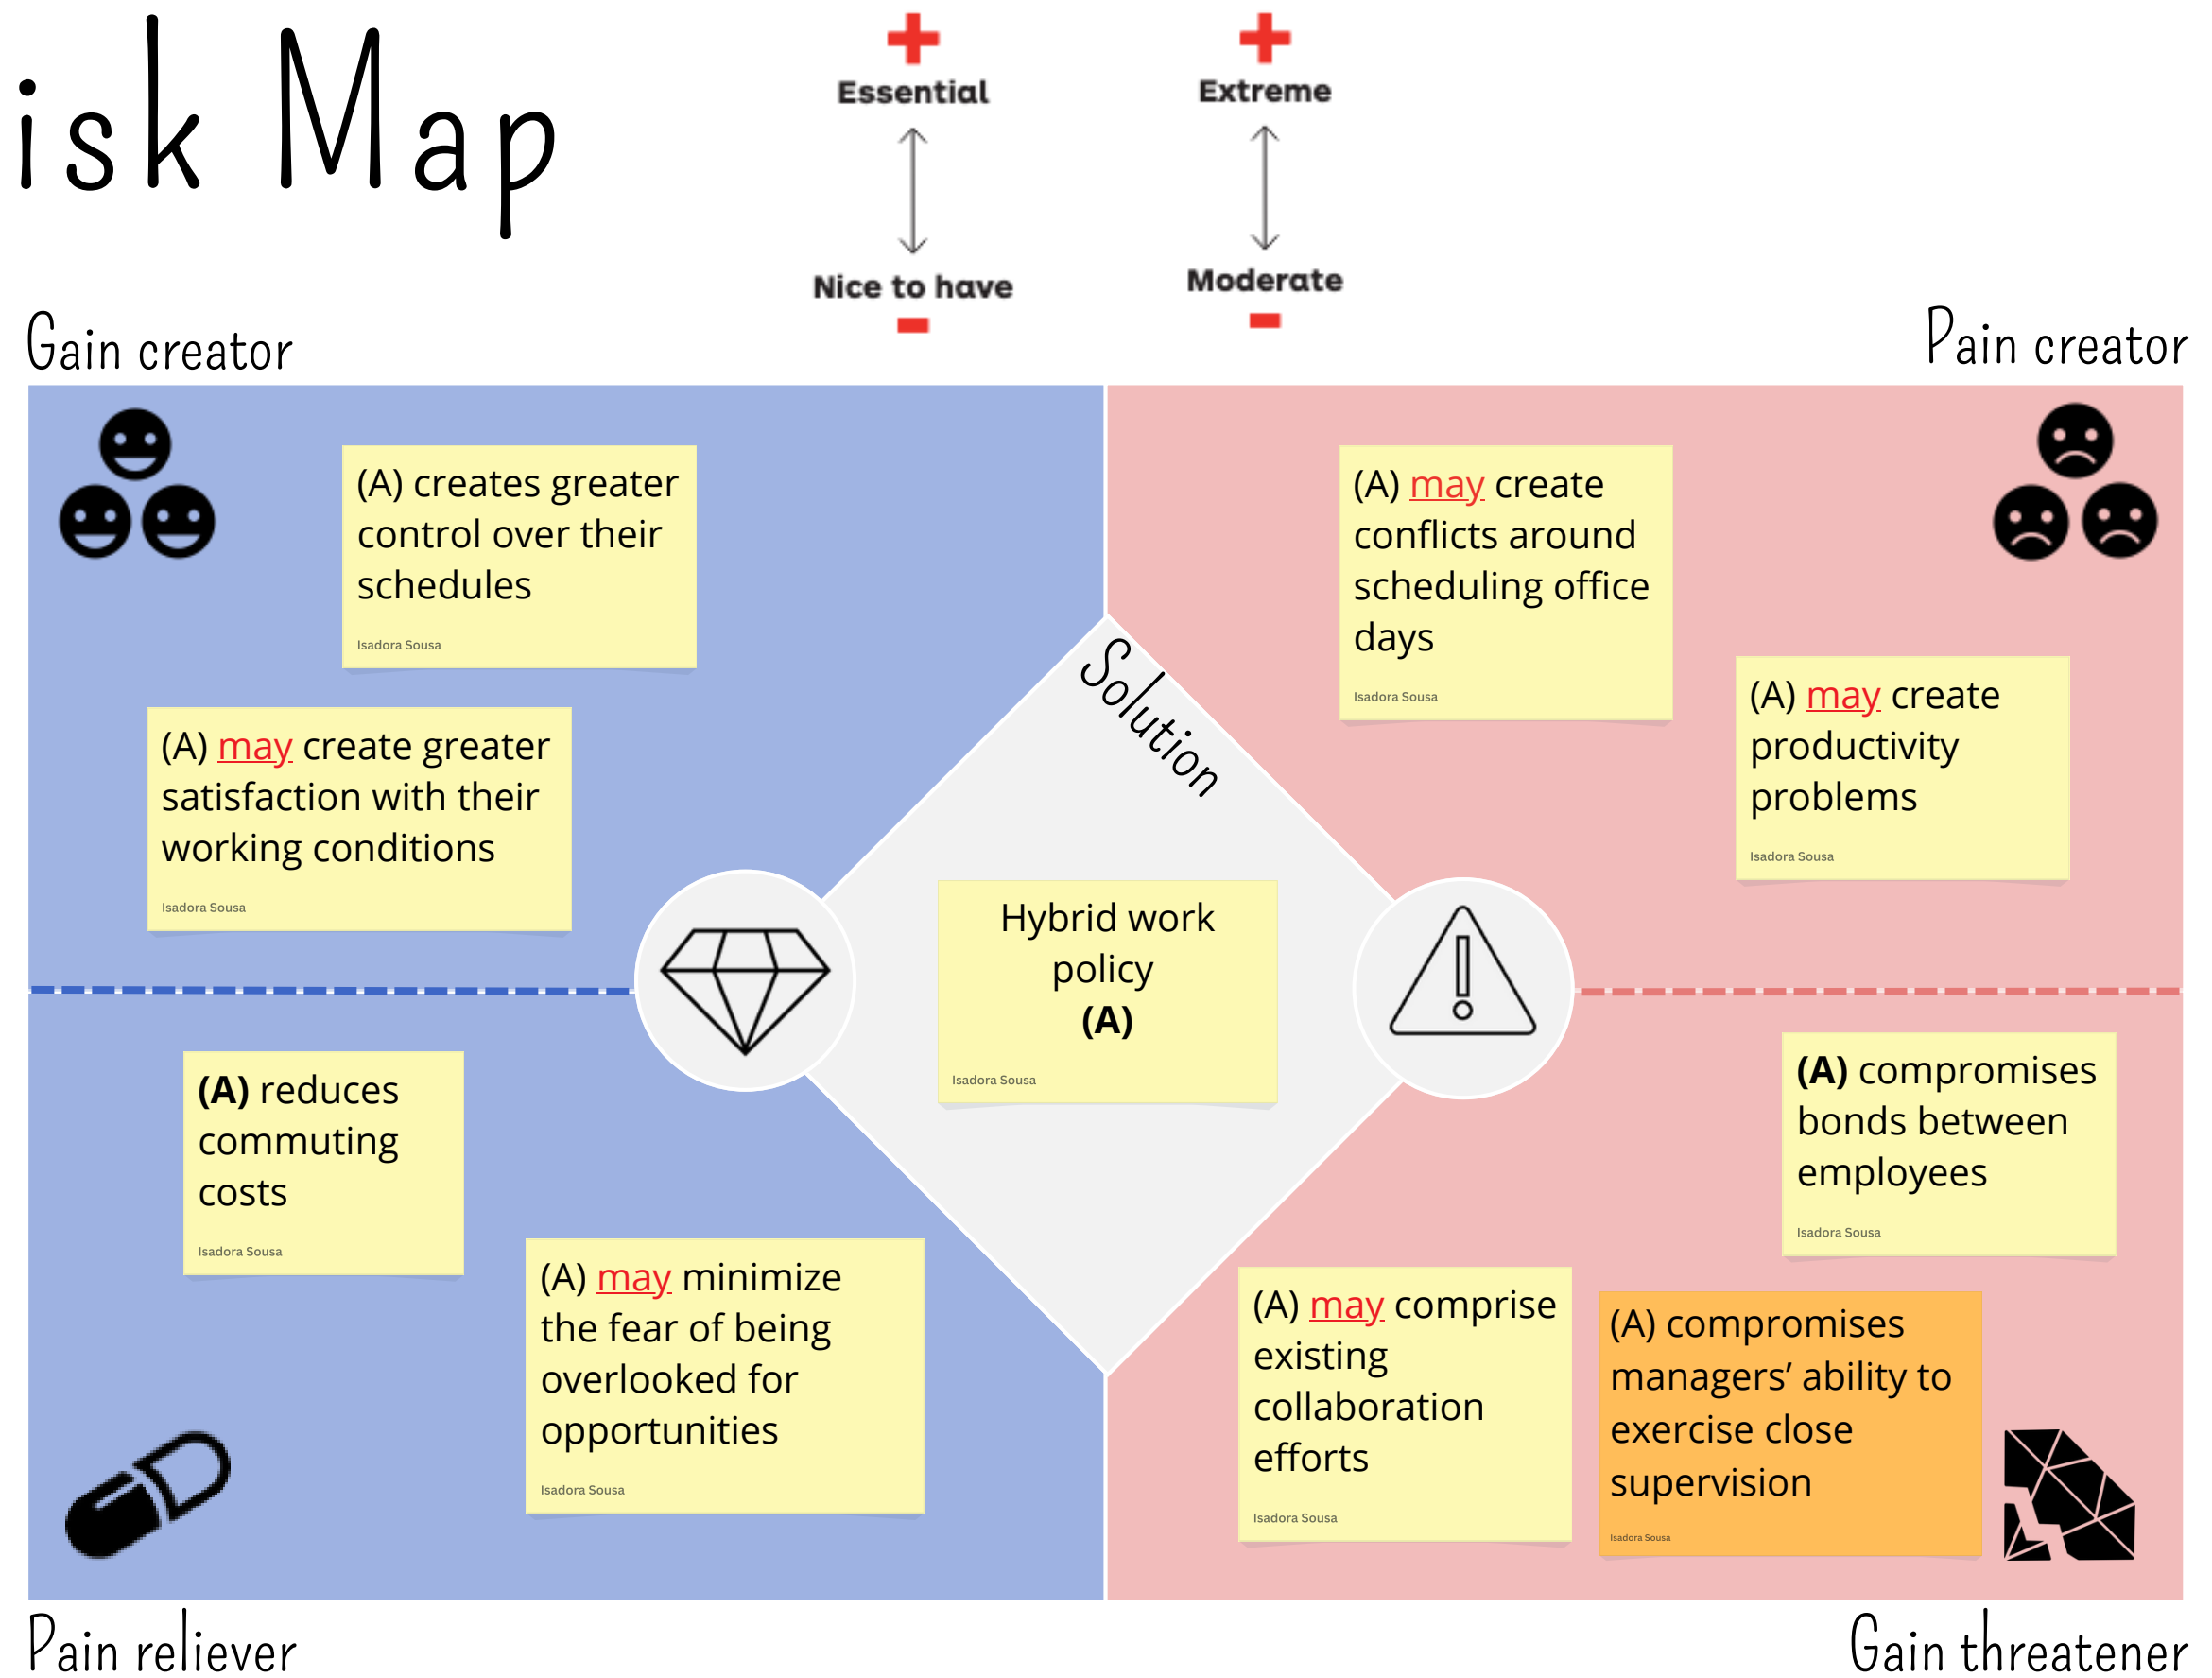 isk Map
Essential
Nice to have
Extreme
Moderate
Gain creator
Pain creator
(A) creates greater
control over their
schedules
Isadora Sousa
(A) may create greater
satisfaction with their
working conditions
Isadora Sousa
(A) may create
conflicts around
scheduling office
days
Isadora Sousa
(A) may create
productivity
problems
Isadora Sousa
Solution
Hybrid work
policy
(A)
Isadora Sousa
(A) reduces
commuting
costs
Isadora Sousa
(A) may minimize
the fear of being
overlooked for
opportunities
Isadora Sousa
(A) compromises
bonds between
employees
Isadora Sousa
(A) may comprise
existing
collaboration
efforts
Isadora Sousa
(A) compromises
managers’ ability to
exercise close
supervision
Isadora Sousa
Pain reliever
Gain threatener